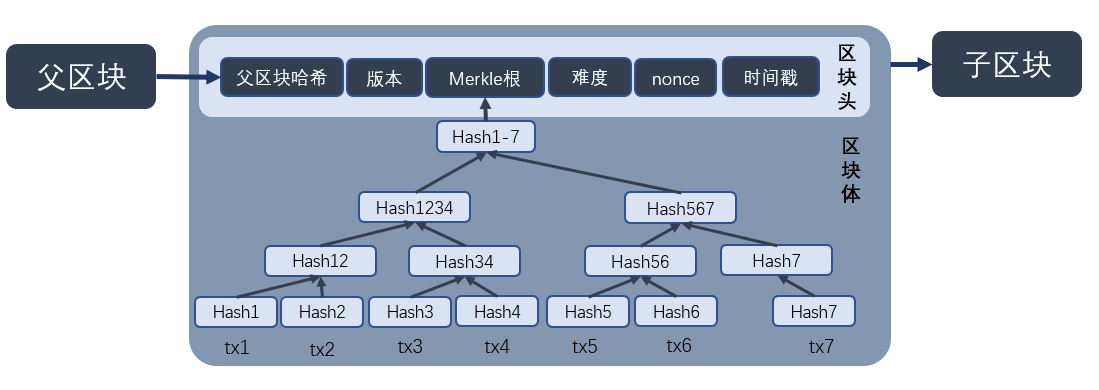 父区块
父区块哈希
版本
Merkle根
难度
nonce
时间戳
区块头
子区块
区块体
Hash1-7
Hash1234
Hash567
Hash12
Hash34
Hash56
Hash7
Hash1
Hash2
Hash3
Hash4
Hash5
Hash6
Hash7
tx1
tx2
tx3
tx4
tx5
tx6
tx7